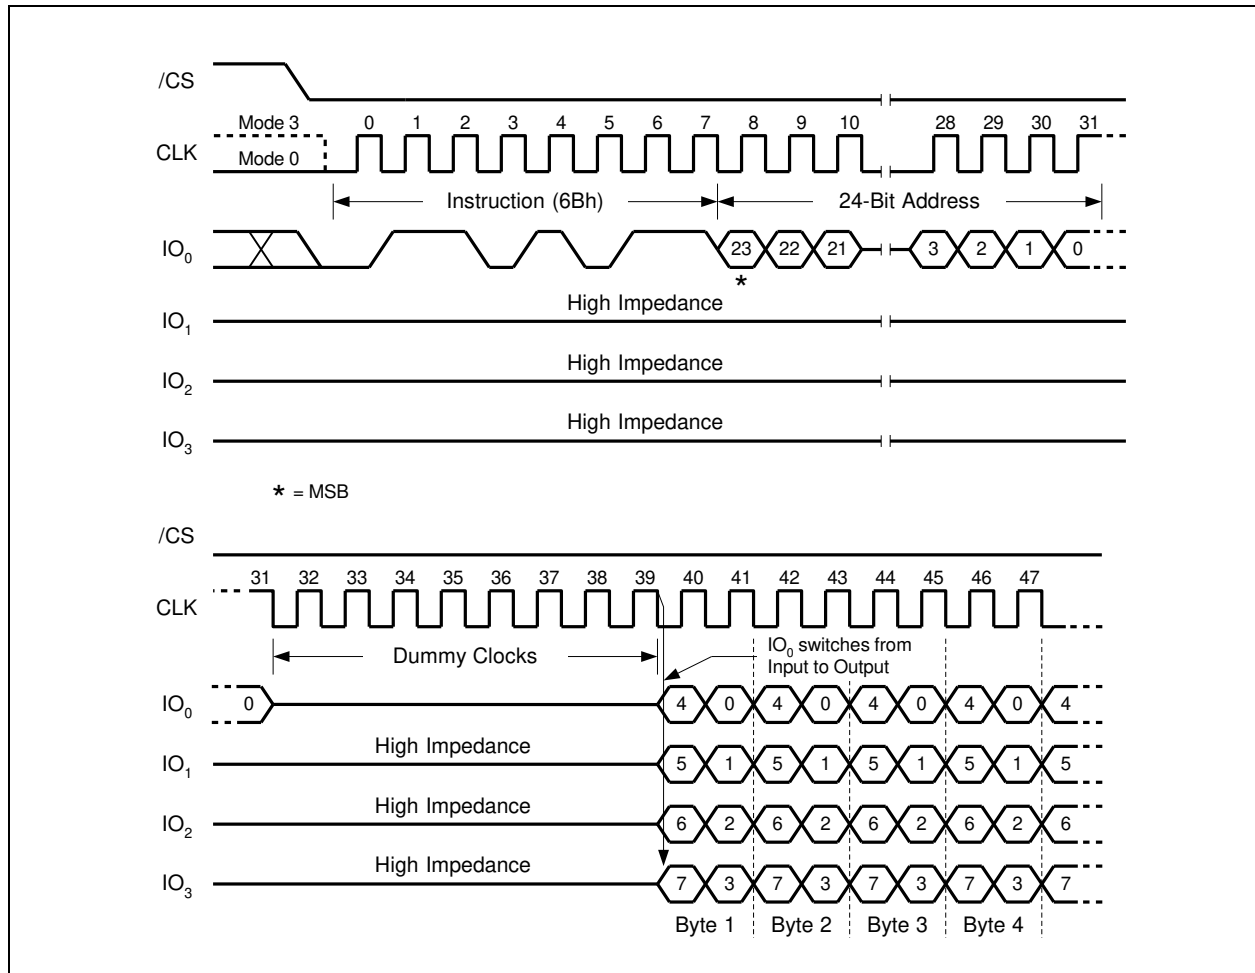 /CS
Mode 3
0 1 2 3 4 5 6 7 8 9 10 28 29 30 31
CLK
Mode 0
Instruction (6Bh)
24-Bit Address
IO0
23 22 21 3 2 1 0
*
High Impedance
IO1
High Impedance
IO2
High Impedance
IO3
* = MSB
/CS
31 32 33 34 35 36 37 38 39 40 41 42 43 44 45 46 47
CLK
Dummy Clocks
IO0 switches from
Input to Output
IO0
0 4 0 4 0 4 0 4 0 4
High Impedance
IO1
5 1 5 1 5 1 5 1 5
High Impedance
IO2
6 2 6 2 6 2 6 2 6
High Impedance
IO3
7 3 7 3 7 3 7 3 7
Byte 1 Byte 2 Byte 3 Byte 4